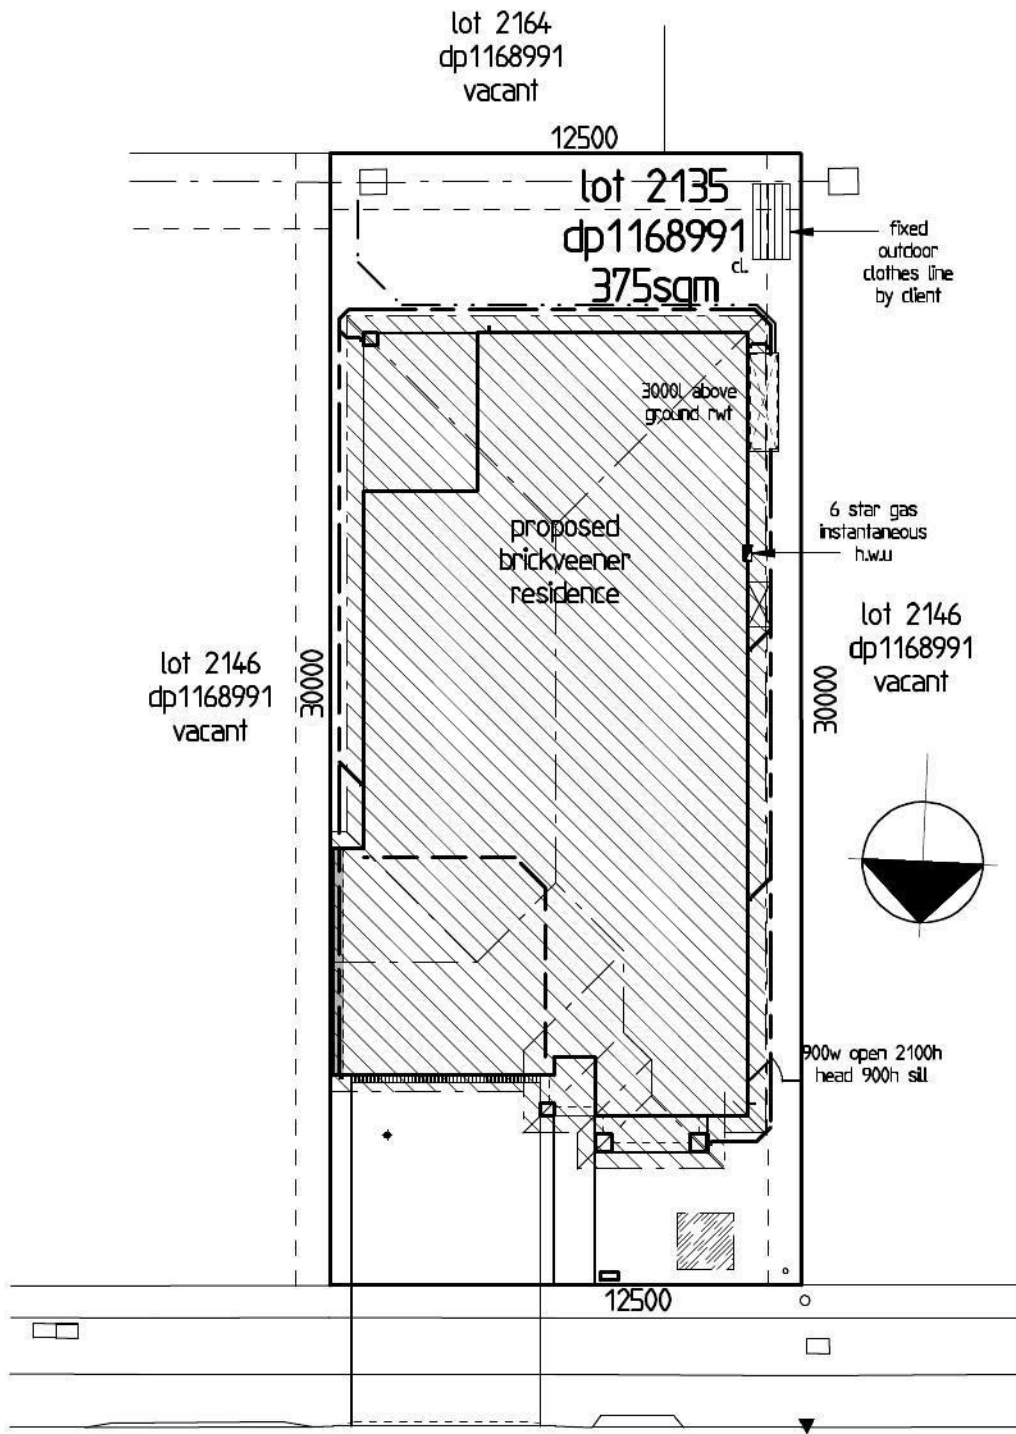 lot 2164
dp1168991
vacant
12500
lot 2135
dp1168991
375sqm
cl.
fixed
outdoor
clothes line
by client
3000l above
ground rwt
6 star gas
instantaneous
h.w.u
proposed
brickveener
residence
lot 2146
dp1168991
vacant
30000
lot 2146
dp1168991
vacant
30000
900w open 2100h
head 900h sill
12500